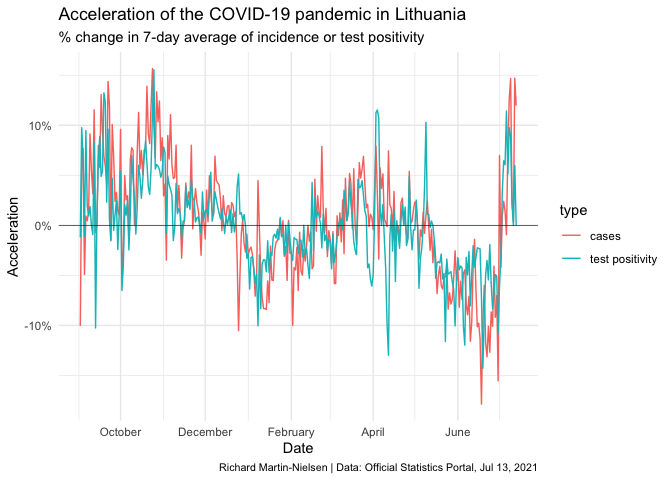 Acceleration of the COVID-19 pandemic in Lithuania
% change in 7-day average of incidence or test positivity
Acceleration
10%
0%
-10%
October
December
February
April
June
Date
type
cases
test positivity
Richard Martin-Nielsen | Data: Official Statistics Portal, Jul 13, 2021